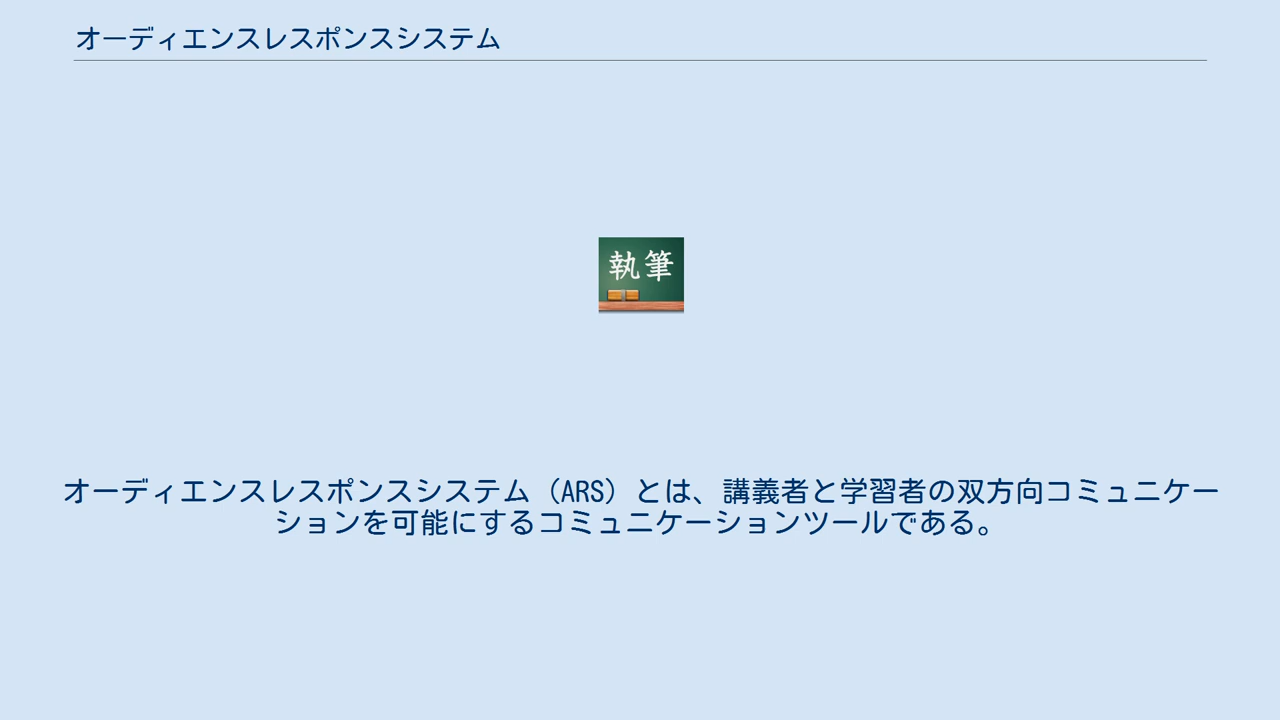 オーディエンスレスポンスシステム
執筆
オーディエンスレスポンスシステム（ARS）とは、講義者と学習者の双方向コミュニケー
ションを可能にするコミュニケーションツールである。